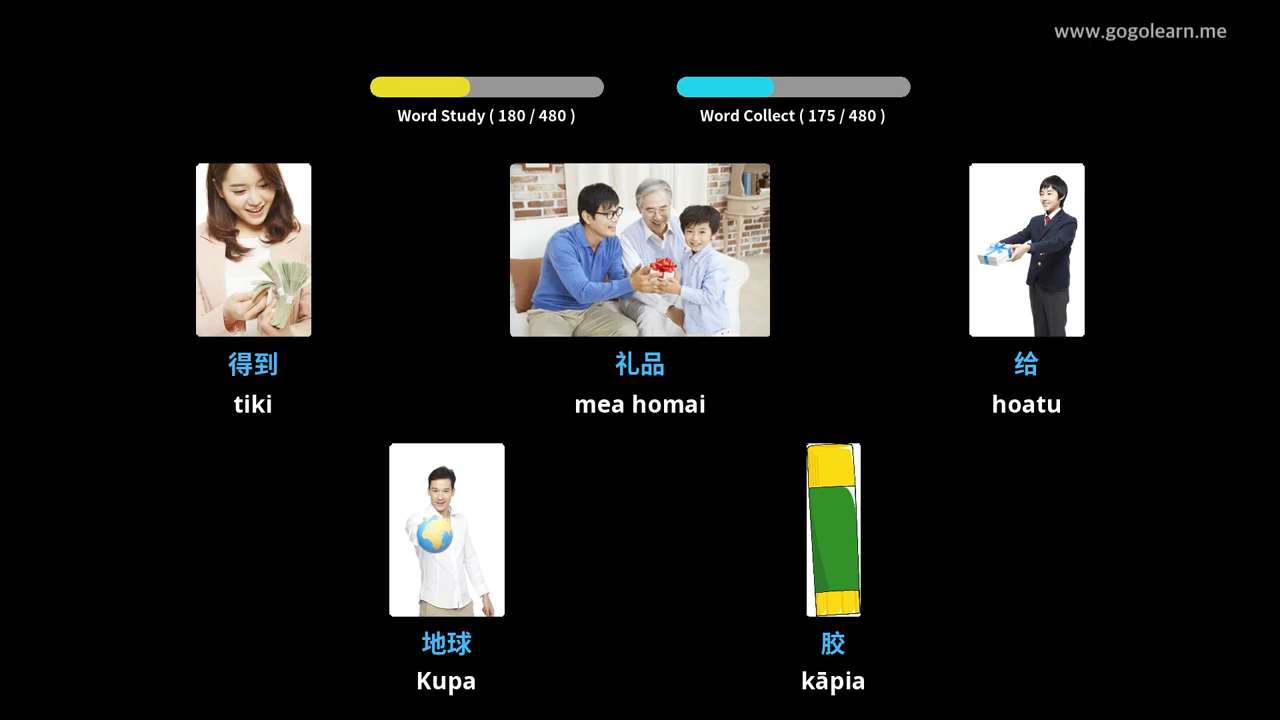 www.gogolearn.me
Word Study ( 180 / 480 )
Word Collect ( 175 / 480 )
得到
礼品
给
tiki
mea homai
hoatu
地球
胶
Kupa
kāpia